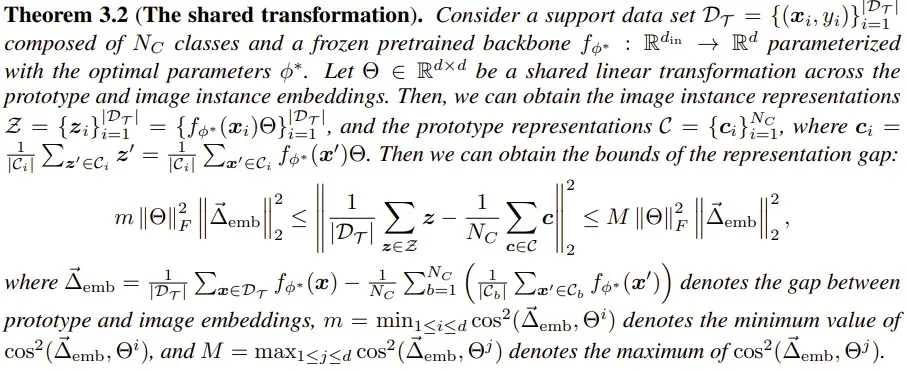 Theorem 3.2 (The shared transformation). Consider a support data set $\mathcal{D}_{\mathcal{T}} = \{(\boldsymbol{x}_i, y_i)\}_{i=1}^{|\mathcal{D}_{\mathcal{T}}|}$
composed of $N_C$ classes and a frozen pretrained backbone $f_{\phi^*} : \mathbb{R}^{d_{\text{in}}} \to \mathbb{R}^d$ parameterized
with the optimal parameters $\phi^*$. Let $\Theta \in \mathbb{R}^{d \times d}$ be a shared linear transformation across the
prototype and image instance embeddings. Then, we can obtain the image instance representations
$\mathcal{Z} = \{\boldsymbol{z}_i\}_{i=1}^{|\mathcal{D}_{\mathcal{T}}|} = \{f_{\phi^*}(\boldsymbol{x}_i)\Theta\}_{i=1}^{|\mathcal{D}_{\mathcal{T}}|}$, and the prototype representations $\mathcal{C} = \{\boldsymbol{c}_i\}_{i=1}^{N_C}$, where $\boldsymbol{c}_i =$
$\frac{1}{|\mathcal{C}_i|} \sum_{\boldsymbol{z}' \in \mathcal{C}_i} \boldsymbol{z}' = \frac{1}{|\mathcal{C}_i|} \sum_{\boldsymbol{x}' \in \mathcal{C}_i} f_{\phi^*}(\boldsymbol{x}')\Theta$. Then we can obtain the bounds of the representation gap:
$m \|\Theta\|_F^2 \left\| \vec{\Delta}_{\text{emb}} \right\|_2^2 \leq \left\| \frac{1}{|\mathcal{D}_{\mathcal{T}}|} \sum_{\boldsymbol{z} \in \mathcal{Z}} \boldsymbol{z} - \frac{1}{N_C} \sum_{\boldsymbol{c} \in \mathcal{C}} \boldsymbol{c} \right\|_2^2 \leq M \|\Theta\|_F^2 \left\| \vec{\Delta}_{\text{emb}} \right\|_2^2,$
where $\vec{\Delta}_{\text{emb}} = \frac{1}{|\mathcal{D}_{\mathcal{T}}|} \sum_{\boldsymbol{x} \in \mathcal{D}_{\mathcal{T}}} f_{\phi^*}(\boldsymbol{x}) - \frac{1}{N_C} \sum_{b=1}^{N_C} \left( \frac{1}{|\mathcal{C}_b|} \sum_{\boldsymbol{x}' \in \mathcal{C}_b} f_{\phi^*}(\boldsymbol{x}') \right)$ denotes the gap between
prototype and image embeddings, $m = \min_{1 \leq i \leq d} \cos^2(\vec{\Delta}_{\text{emb}}, \Theta^i)$ denotes the minimum value of
$\cos^2(\vec{\Delta}_{\text{emb}}, \Theta^i)$, and $M = \max_{1 \leq j \leq d} \cos^2(\vec{\Delta}_{\text{emb}}, \Theta^j)$ denotes the maximum of $\cos^2(\vec{\Delta}_{\text{emb}}, \Theta^j)$.